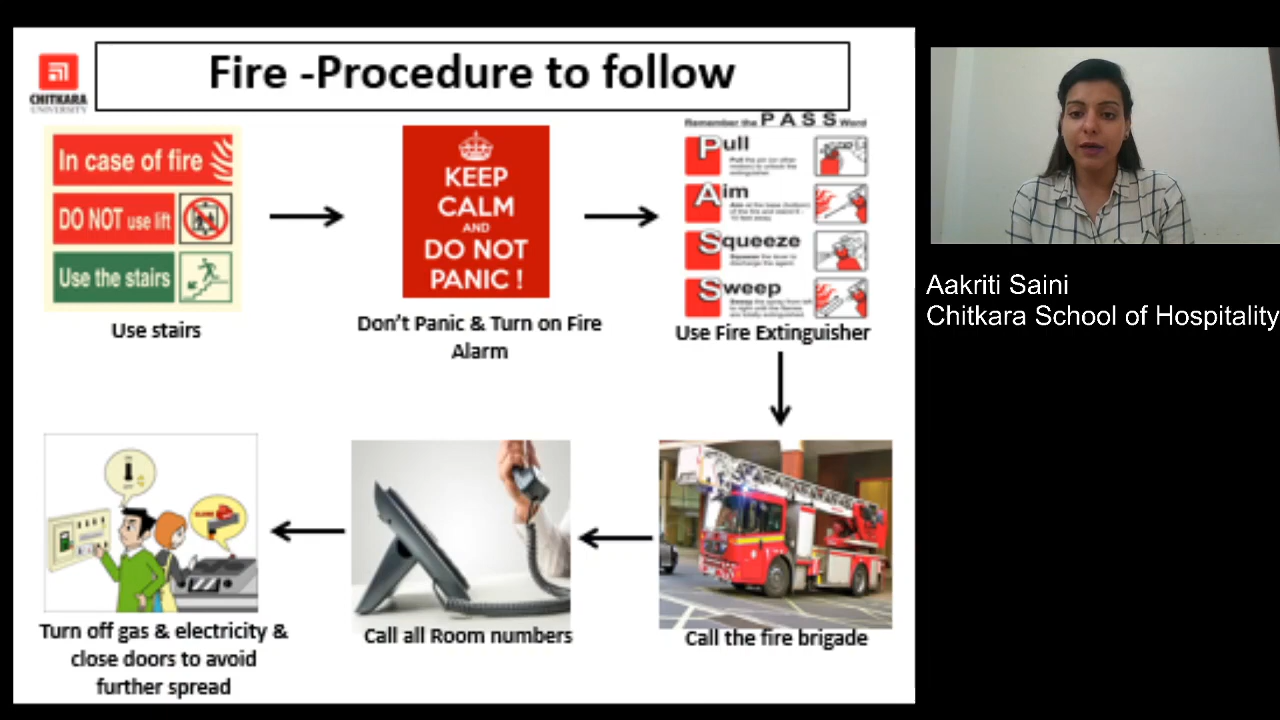 Fire -Procedure to follow
CHITKARA
UNIVERSITY
In case of fire
DO NOT use lift
Use the stairs
Use stairs
KEEP
CALM
AND
DO NOT
PANIC !
Don't Panic & Turn on Fire
Alarm
Remember the PASS Word
Pull
Aim
Squeeze
Sweep
Use Fire Extinguisher
Turn off gas & electricity &
close doors to avoid
further spread
Call all Room numbers
Call the fire brigade
Aakriti Saini
Chitkara School of Hospitality